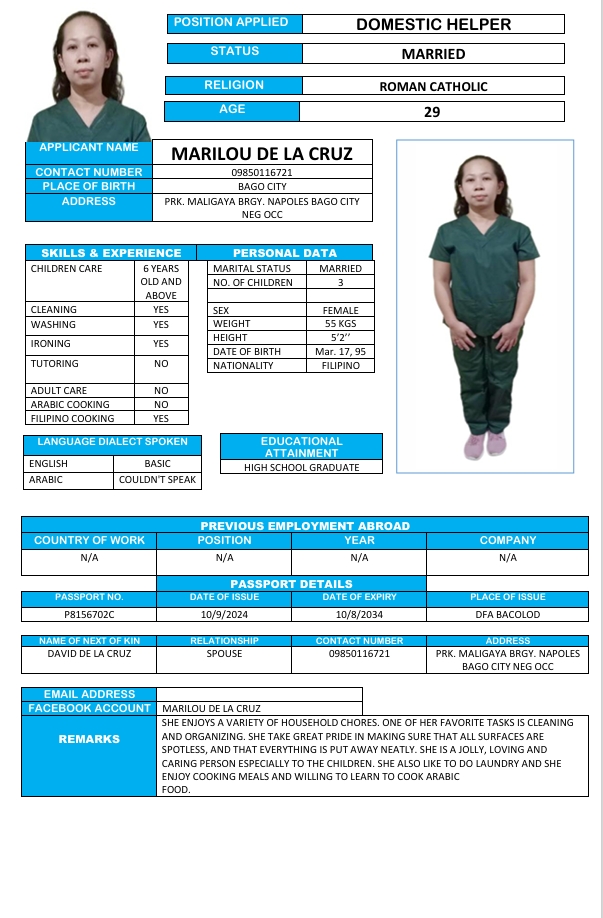 POSITION APPLIED DOMESTIC HELPER
STATUS MARRIED
RELIGION ROMAN CATHOLIC
AGE 29
APPLICANT NAME MARILOU DE LA CRUZ
CONTACT NUMBER 09850116721
PLACE OF BIRTH BAGO CITY
ADDRESS PRK. MALIGAYA BRGY. NAPOLES BAGO CITY
NEG OCC
SKILLS & EXPERIENCE
CHILDREN CARE 6 YEARS
OLD AND
ABOVE
CLEANING YES
WASHING YES
IRONING YES
TUTORING NO
ADULT CARE NO
ARABIC COOKING NO
FILIPINO COOKING YES
PERSONAL DATA
MARITAL STATUS MARRIED
NO. OF CHILDREN 3
SEX FEMALE
WEIGHT 55 KGS
HEIGHT 5'2''
DATE OF BIRTH Mar. 17, 95
NATIONALITY FILIPINO
LANGUAGE DIALECT SPOKEN
ENGLISH BASIC
ARABIC COULDN'T SPEAK
EDUCATIONAL
ATTAINMENT
HIGH SCHOOL GRADUATE
PREVIOUS EMPLOYMENT ABROAD
COUNTRY OF WORK POSITION YEAR COMPANY
N/A N/A N/A N/A
PASSPORT DETAILS
PASSPORT NO. DATE OF ISSUE DATE OF EXPIRY PLACE OF ISSUE
P8156702C 10/9/2024 10/8/2034 DFA BACOLOD
NAME OF NEXT OF KIN RELATIONSHIP CONTACT NUMBER ADDRESS
DAVID DE LA CRUZ SPOUSE 09850116721 PRK. MALIGAYA BRGY. NAPOLES
BAGO CITY NEG OCC
EMAIL ADDRESS
FACEBOOK ACCOUNT MARILOU DE LA CRUZ
REMARKS
SHE ENJOYS A VARIETY OF HOUSEHOLD CHORES. ONE OF HER FAVORITE TASKS IS CLEANING
AND ORGANIZING. SHE TAKE GREAT PRIDE IN MAKING SURE THAT ALL SURFACES ARE
SPOTLESS, AND THAT EVERYTHING IS PUT AWAY NEATLY. SHE IS A JOLLY, LOVING AND
CARING PERSON ESPECIALLY TO THE CHILDREN. SHE ALSO LIKE TO DO LAUNDRY AND SHE
ENJOY COOKING MEALS AND WILLING TO LEARN TO COOK ARABIC
FOOD.